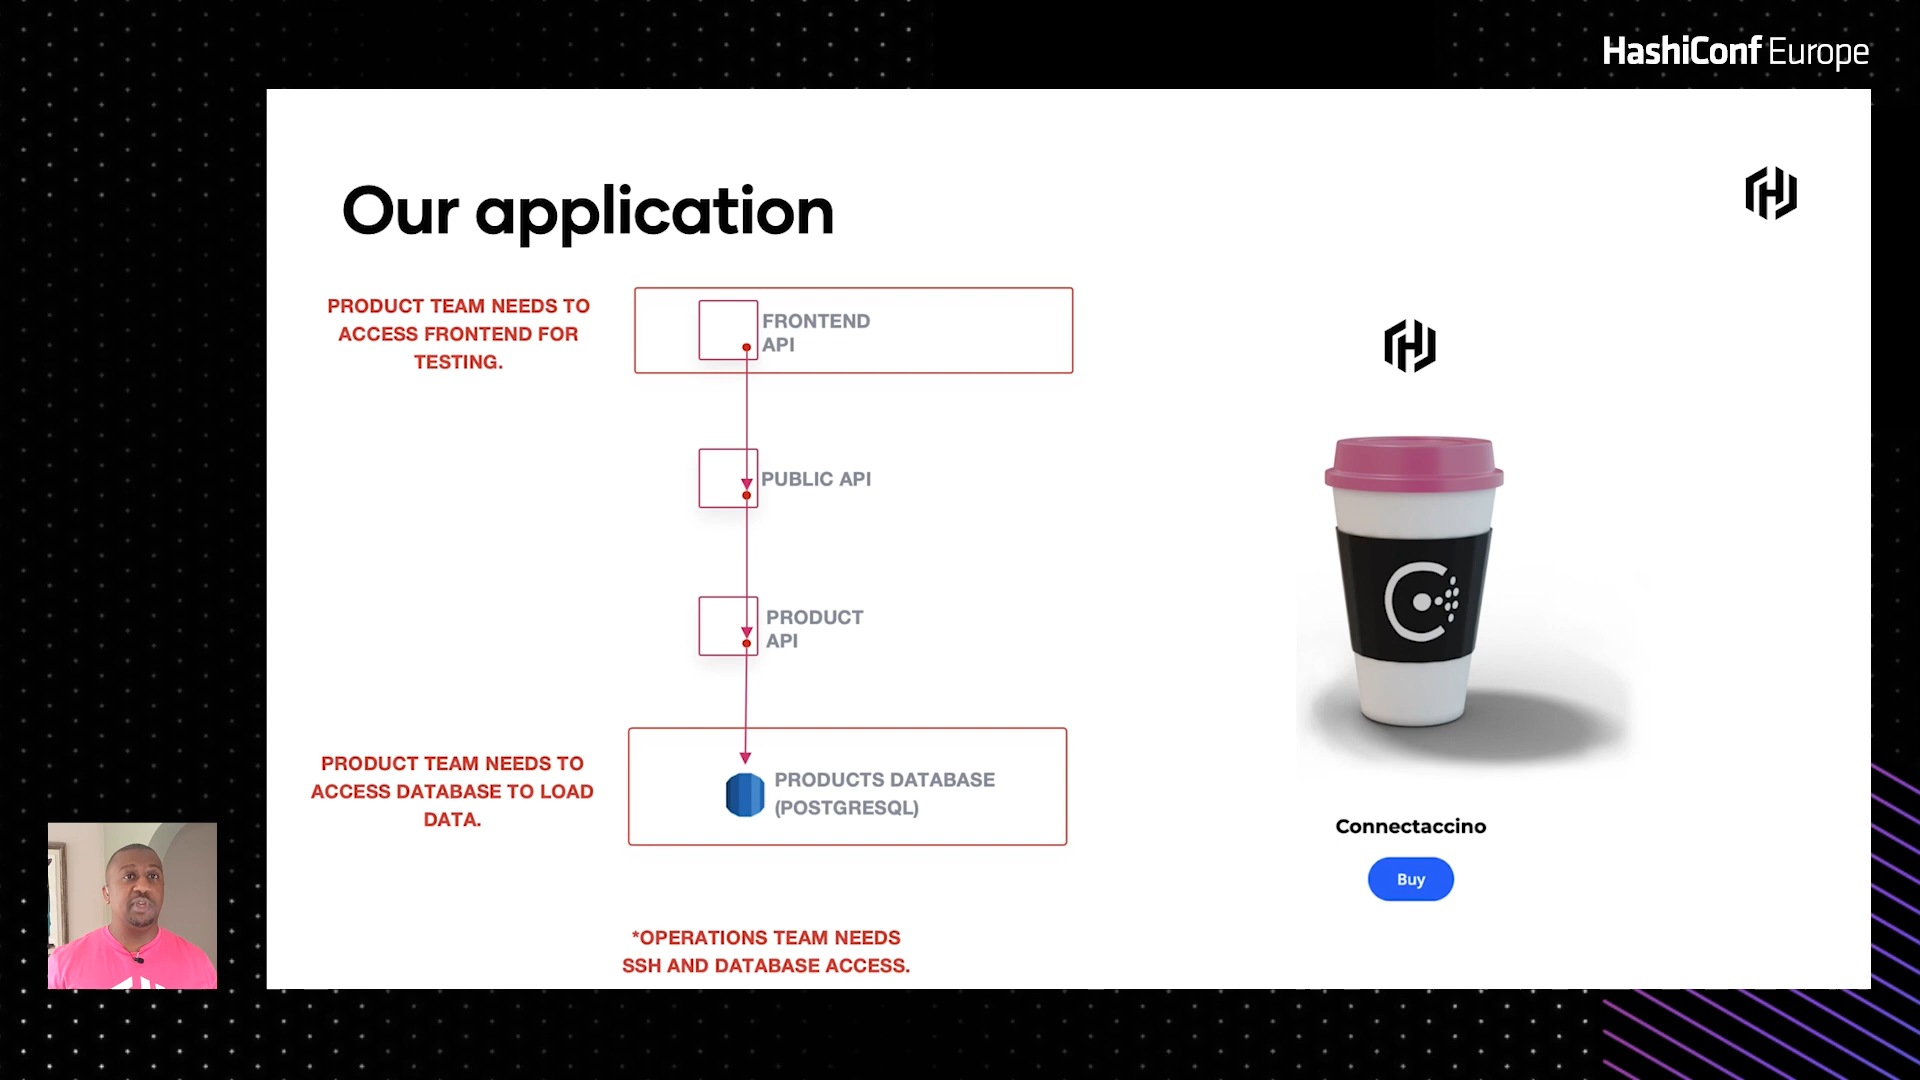 HashiConf Europe
Our application
PRODUCT TEAM NEEDS TO
ACCESS FRONTEND FOR
TESTING.
FRONTEND
API
PUBLIC API
PRODUCT
API
PRODUCT TEAM NEEDS TO
ACCESS DATABASE TO LOAD
DATA.
PRODUCTS DATABASE
(POSTGRESQL)
*OPERATIONS TEAM NEEDS
SSH AND DATABASE ACCESS.
Connectaccino
Buy